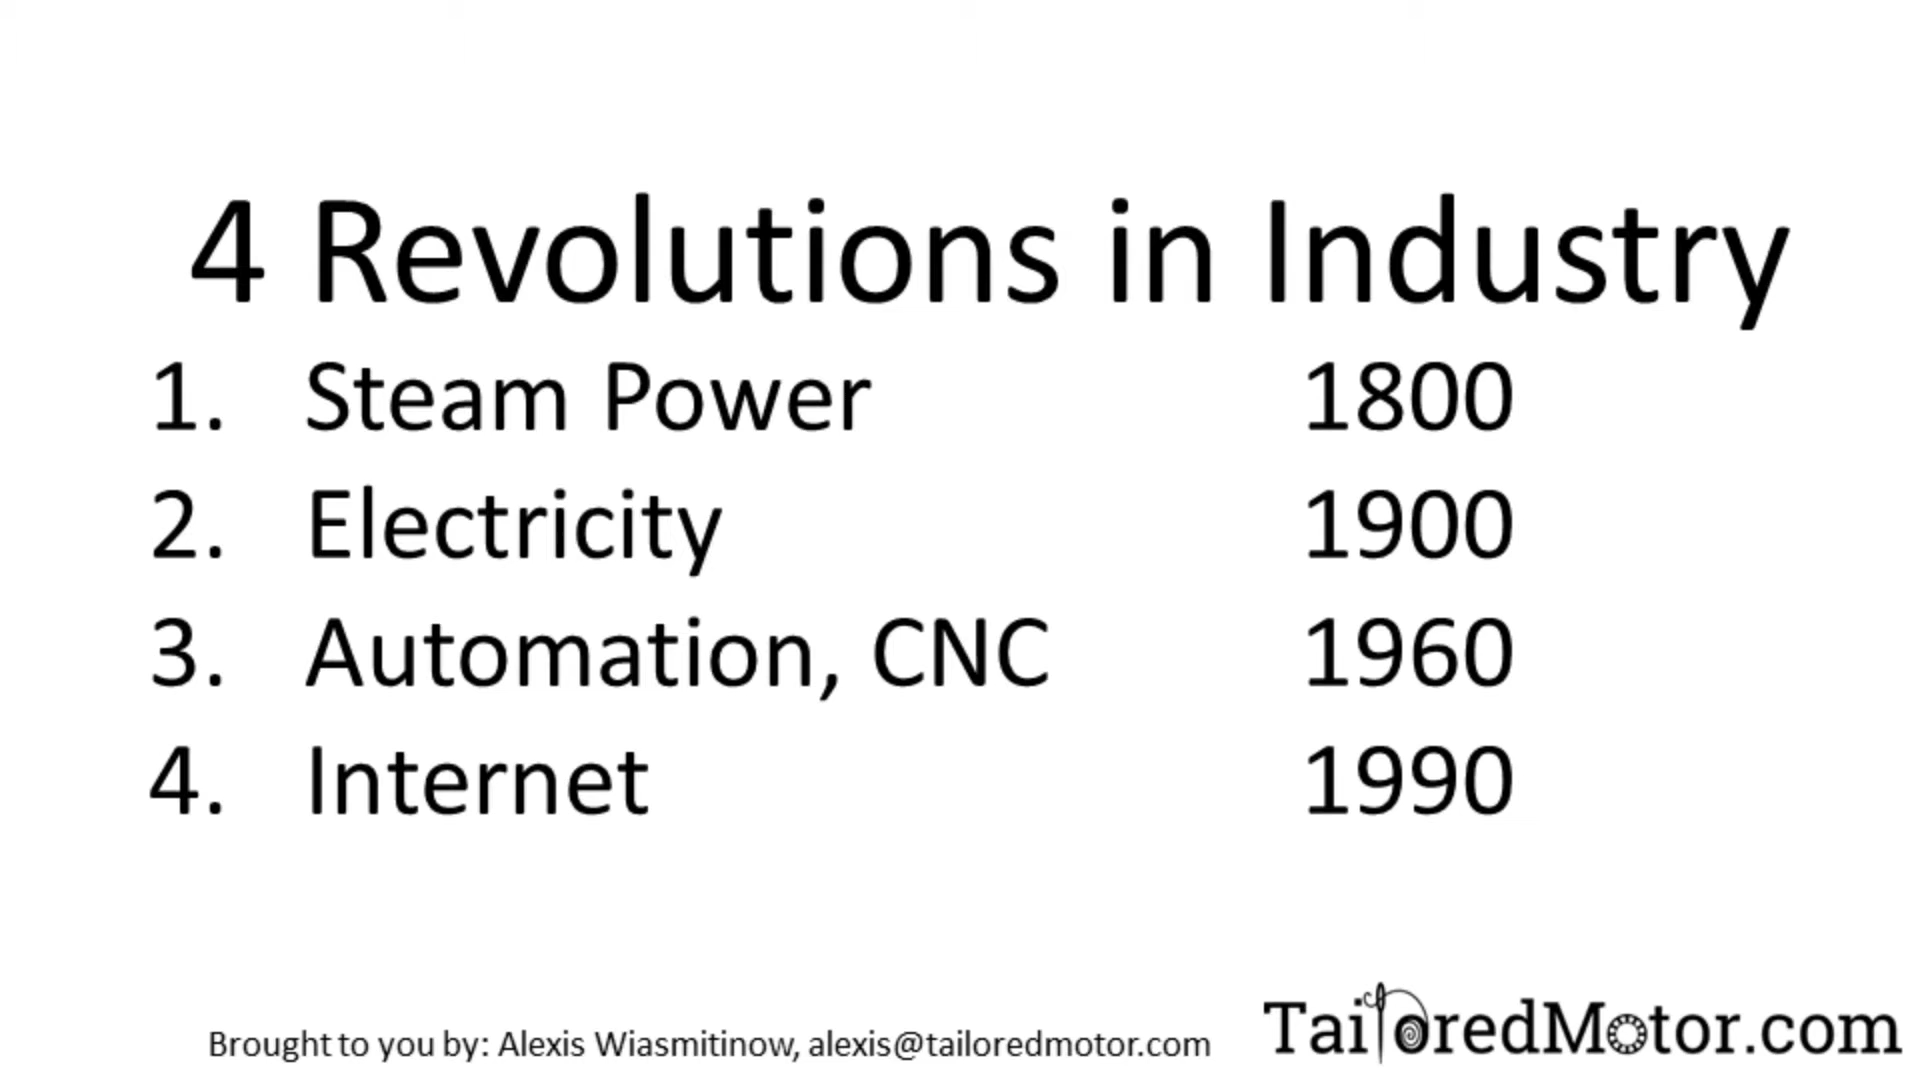 4 Revolutions in Industry
1. Steam Power 1800
2. Electricity 1900
3. Automation, CNC 1960
4. Internet 1990
Brought to you by: Alexis Wiasmitinow, alexis@tailoredmotor.com
TailoredMotor.com